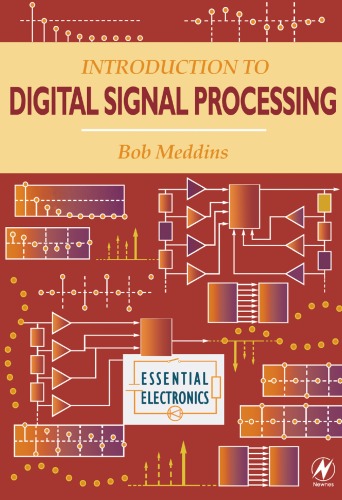 INTRODUCTION TO
DIGITAL SIGNAL PROCESSING
Bob Meddins
ESSENTIAL
ELECTRONICS
Newnes